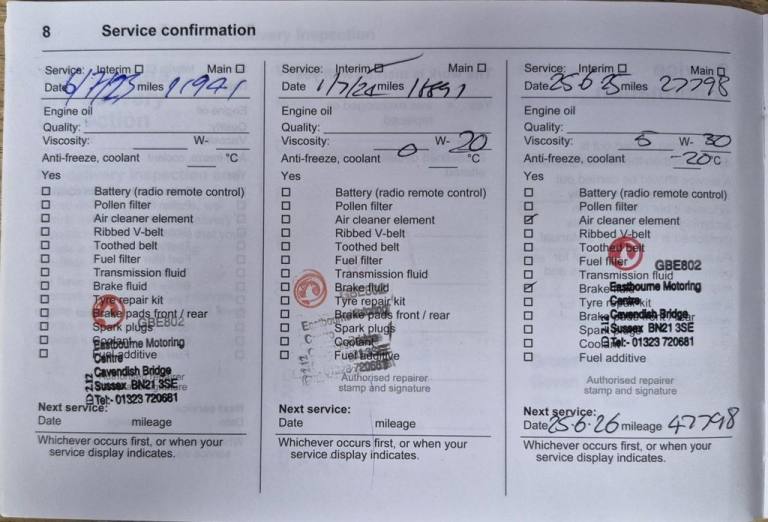 8 Service confirmation
Service: Interim ☐ Main ☐
Date 6/7/23 miles 11941
Engine oil
Quality:
Viscosity: W-
Anti-freeze, coolant °C
Yes
☐ Battery (radio remote control)
☐ Pollen filter
☐ Air cleaner element
☐ Ribbed V-belt
☐ Toothed belt
☐ Fuel filter
☐ Transmission fluid
☐ Brake fluid
☐ Tyre repair kit
☐ Brake pads front / rear
☐ Spark plugs
GBE802
☐ Coolant
☐ Fuel additive
Eastbourne Motoring
Centre
Cavendish Bridge
Sussex BN21 3SE
Tel:- 01323 720681
Authorised repairer
signature
Next service:
Date mileage
Whichever occurs first, or when your
service display indicates.
Service: Interim ☑ Main ☐
Date 1/7/24 miles
Engine oil
Quality:
Viscosity: 0 W- 20
Anti-freeze, coolant °C
Yes
☐ Battery (radio remote control)
☐ Pollen filter
☐ Air cleaner element
☐ Ribbed V-belt
☐ Toothed belt
☐ Fuel filter
☐ Transmission fluid
☐ Brake fluid
☐ Tyre repair kit
☐ Brake pads front / rear
☐ Spark plugs
☐ Coolant
☐ Fuel additive
Authorised repairer
stamp and signature
Next service:
Date mileage
Whichever occurs first, or when your
service display indicates.
Service: Interim ☐ Main ☐
Date 25·6·25 miles 27798
Engine oil
Quality:
Viscosity: 5 W- 30
Anti-freeze, coolant -20°C
Yes
☐ Battery (radio remote control)
☐ Pollen filter
☑ Air cleaner element
☐ Ribbed V-belt
☐ Toothed belt
☐ Fuel filter
GBE802
☐ Transmission fluid
☑ Brake fluid
Eastbourne Motoring
☐ Tyre repair kit
Centre
☐ Brake pads front / rear
Cavendish Bridge
☐ Spark plugs
Sussex BN21 3SE
☐ Coolant
Tel:- 01323 720681
☐ Fuel additive
Authorised repairer
stamp and signature
Next service:
Date 25·6·26 mileage 47798
Whichever occurs first, or when your
service display indicates.